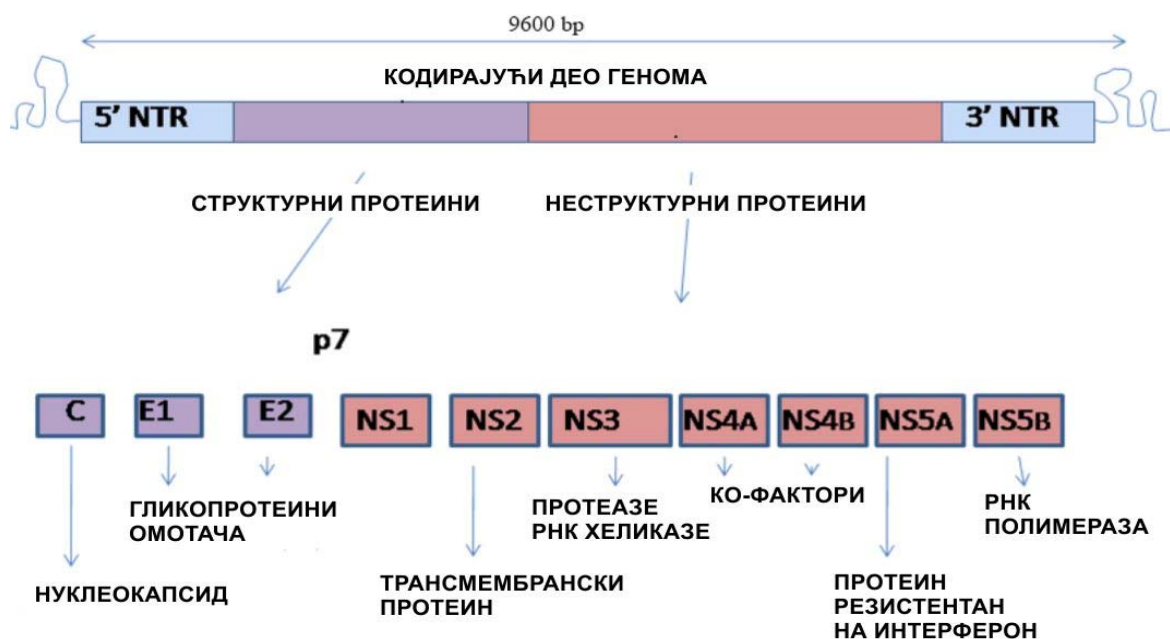 9600 bp
КОДИРАЈУЋИ ДЕО ГЕНОМА
5’ NTR
3’ NTR
СТРУКТУРНИ ПРОТЕИНИ
НЕСТРУКТУРНИ ПРОТЕИНИ
p7
C
E1
E2
NS1
NS2
NS3
NS4A
NS4B
NS5A
NS5B
ГЛИКОПРОТЕИНИ
ОМОТАЧА
ПРОТЕАЗЕ
РНК ХЕЛИКАЗЕ
КО-ФАКТОРИ
РНК
ПОЛИМЕРАЗА
НУКЛЕОКАПСИД
ТРАНСМЕМБРАНСКИ
ПРОТЕИН
ПРОТЕИН
РЕЗИСТЕНТАН
НА ИНТЕРФЕРОН